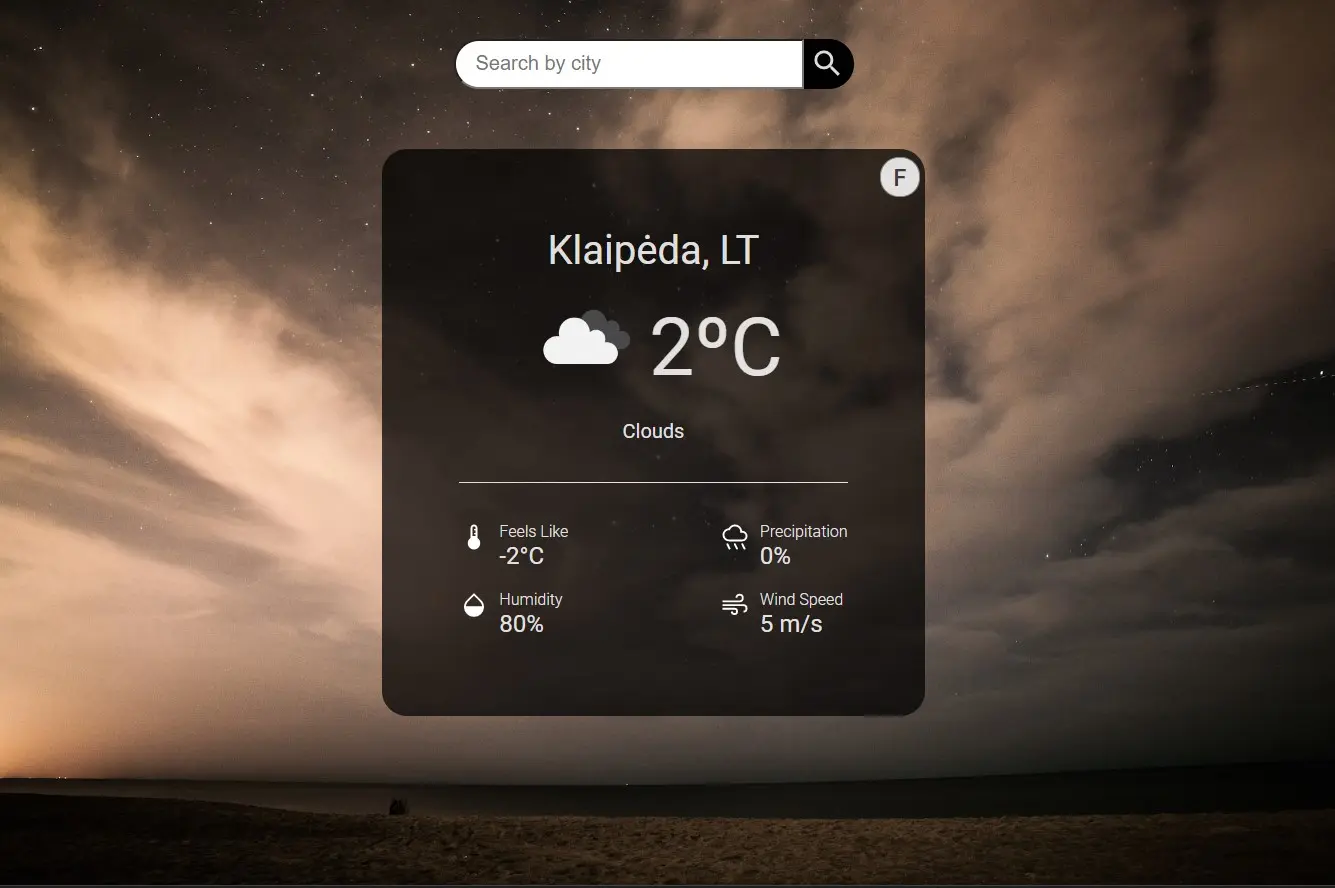 Search by city
F
Klaipėda, LT
2ºC
Clouds
Feels Like
-2°C
Precipitation
0%
Humidity
80%
Wind Speed
5 m/s